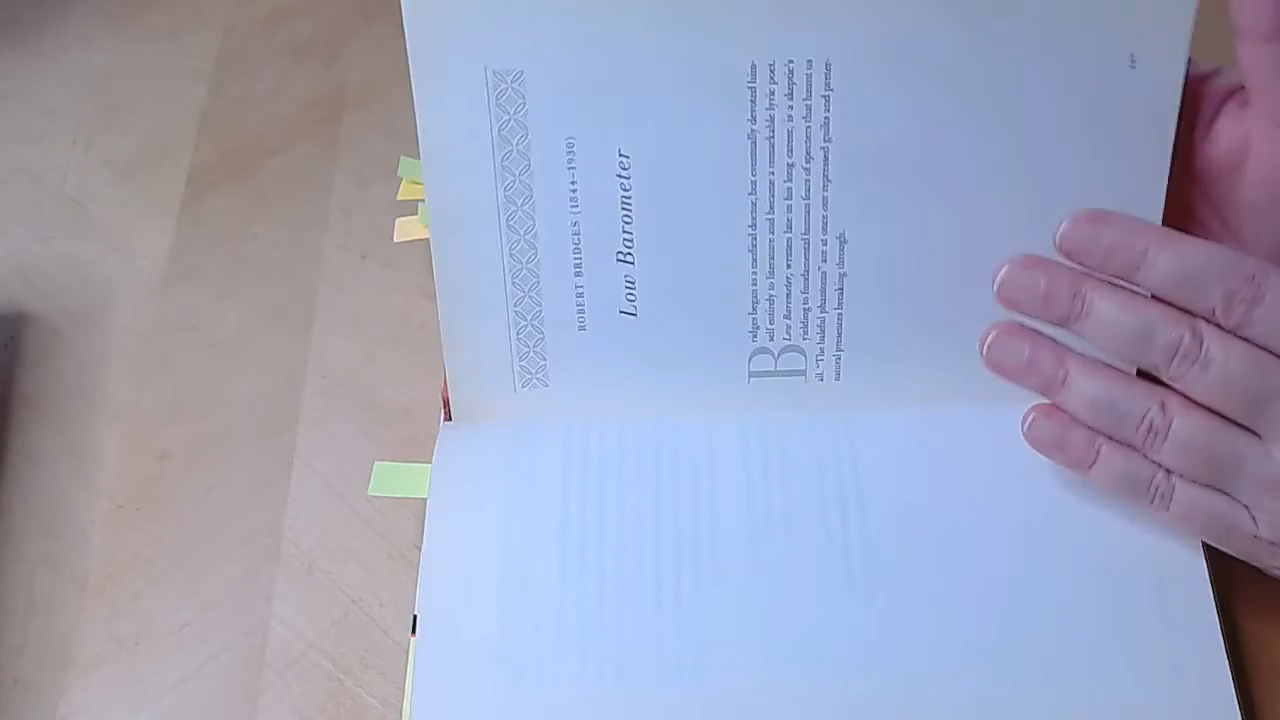 ROBERT BRIDGES (1844–1930)
Low Barometer
Bridges began as a medical doctor, but eventually devoted him-
self entirely to literature and became a remarkable lyric poet.
Low Barometer, written late in his long career, is a skeptic's
yielding to fundamental human fears of specters that haunt us
all. "The baleful phantoms" are at once our repressed guilts and preter-
natural presences breaking through.